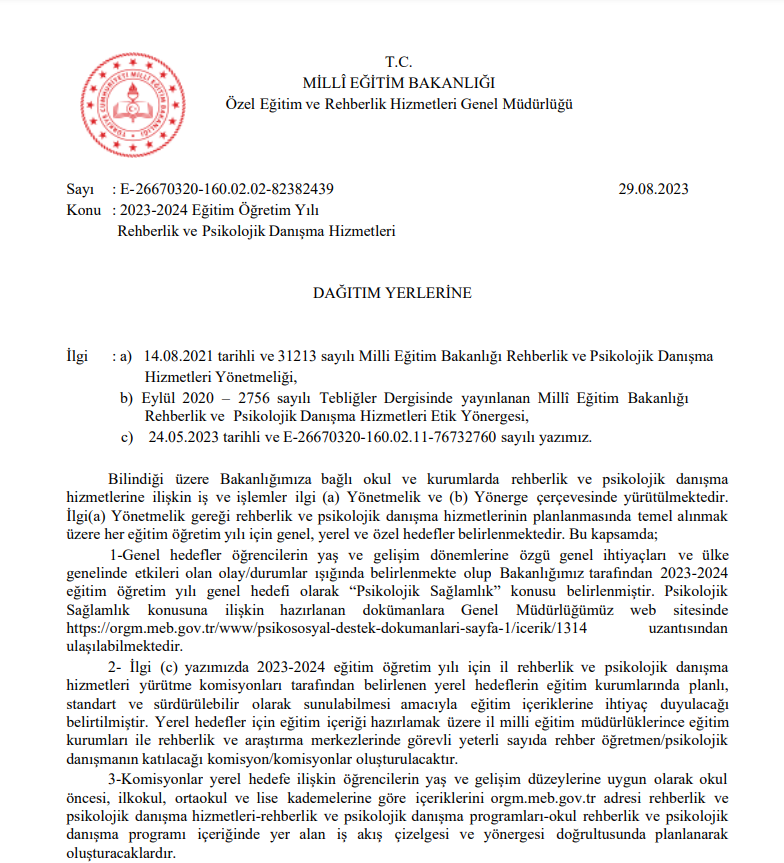 T.C.
MİLLÎ EĞİTİM BAKANLIĞI
Özel Eğitim ve Rehberlik Hizmetleri Genel Müdürlüğü
Sayı : E-26670320-160.02.02-82382439 29.08.2023
Konu : 2023-2024 Eğitim Öğretim Yılı
Rehberlik ve Psikolojik Danışma Hizmetleri
DAĞITIM YERLERİNE
İlgi : a) 14.08.2021 tarihli ve 31213 sayılı Milli Eğitim Bakanlığı Rehberlik ve Psikolojik Danışma
Hizmetleri Yönetmeliği,
b) Eylül 2020 – 2756 sayılı Tebliğler Dergisinde yayınlanan Millî Eğitim Bakanlığı
Rehberlik ve Psikolojik Danışma Hizmetleri Etik Yönergesi,
c) 24.05.2023 tarihli ve E-26670320-160.02.11-76732760 sayılı yazımız.
Bilindiği üzere Bakanlığımıza bağlı okul ve kurumlarda rehberlik ve psikolojik danışma
hizmetlerine ilişkin iş ve işlemler ilgi (a) Yönetmelik ve (b) Yönerge çerçevesinde yürütülmektedir.
İlgi(a) Yönetmelik gereği rehberlik ve psikolojik danışma hizmetlerinin planlanmasında temel alınmak
üzere her eğitim öğretim yılı için genel, yerel ve özel hedefler belirlenmektedir. Bu kapsamda;
1-Genel hedefler öğrencilerin yaş ve gelişim dönemlerine özgü genel ihtiyaçları ve ülke
genelinde etkileri olan olay/durumlar ışığında belirlenmekte olup Bakanlığımız tarafından 2023-2024
eğitim öğretim yılı genel hedefi olarak “Psikolojik Sağlamlık” konusu belirlenmiştir. Psikolojik
Sağlamlık konusuna ilişkin hazırlanan dokümanlara Genel Müdürlüğümüz web sitesinde
https://orgm.meb.gov.tr/www/psikososyal-destek-dokumanlari-sayfa-1/icerik/1314 uzantısından
ulaşılabilmektedir.
2- İlgi (c) yazımızda 2023-2024 eğitim öğretim yılı için il rehberlik ve psikolojik danışma
hizmetleri yürütme komisyonları tarafından belirlenen yerel hedeflerin eğitim kurumlarında planlı,
standart ve sürdürülebilir olarak sunulabilmesi amacıyla eğitim içeriklerine ihtiyaç duyulacağı
belirtilmiştir. Yerel hedefler için eğitim içeriği hazırlamak üzere il milli eğitim müdürlüklerince eğitim
kurumları ile rehberlik ve araştırma merkezlerinde görevli yeterli sayıda rehber öğretmen/psikolojik
danışmanın katılacağı komisyon/komisyonlar oluşturulacaktır.
3-Komisyonlar yerel hedefe ilişkin öğrencilerin yaş ve gelişim düzeylerine uygun olarak okul
öncesi, ilkokul, ortaokul ve lise kademelerine göre içeriklerini orgm.meb.gov.tr adresi rehberlik ve
psikolojik danışma hizmetleri-rehberlik ve psikolojik danışma programları-okul rehberlik ve psikolojik
danışma programı içeriğinde yer alan iş akış çizelgesi ve yönergesi doğrultusunda planlanarak
oluşturacaklardır.